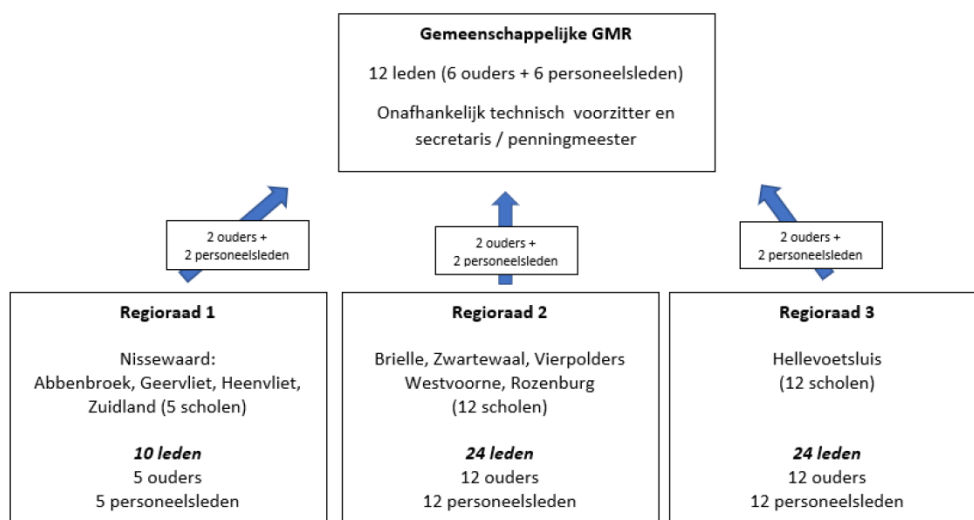 Gemeenschappelijke GMR
12 leden (6 ouders + 6 personeelsleden)
Onafhankelijk technisch voorzitter en
secretaris / penningmeester
2 ouders +
2 personeelsleden
2 ouders +
2 personeelsleden
2 ouders +
2 personeelsleden
Regioraad 1
Nissewaard:
Abbenbroek, Geervliet, Heenvliet,
Zuidland (5 scholen)
10 leden
5 ouders
5 personeelsleden
Regioraad 2
Brielle, Zwartewaal, Vierpolders
Westvoorne, Rozenburg
(12 scholen)
24 leden
12 ouders
12 personeelsleden
Regioraad 3
Hellevoetsluis
(12 scholen)
24 leden
12 ouders
12 personeelsleden